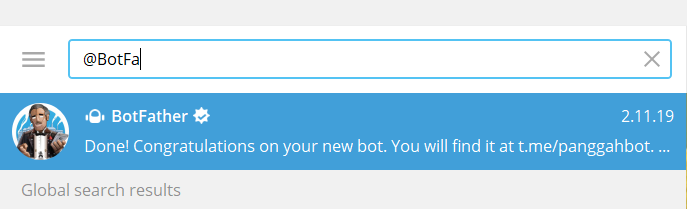 @BotFa
BotFather 2.11.19
Done! Congratulations on your new bot. You will find it at t.me/panggahbot. ...
Global search results